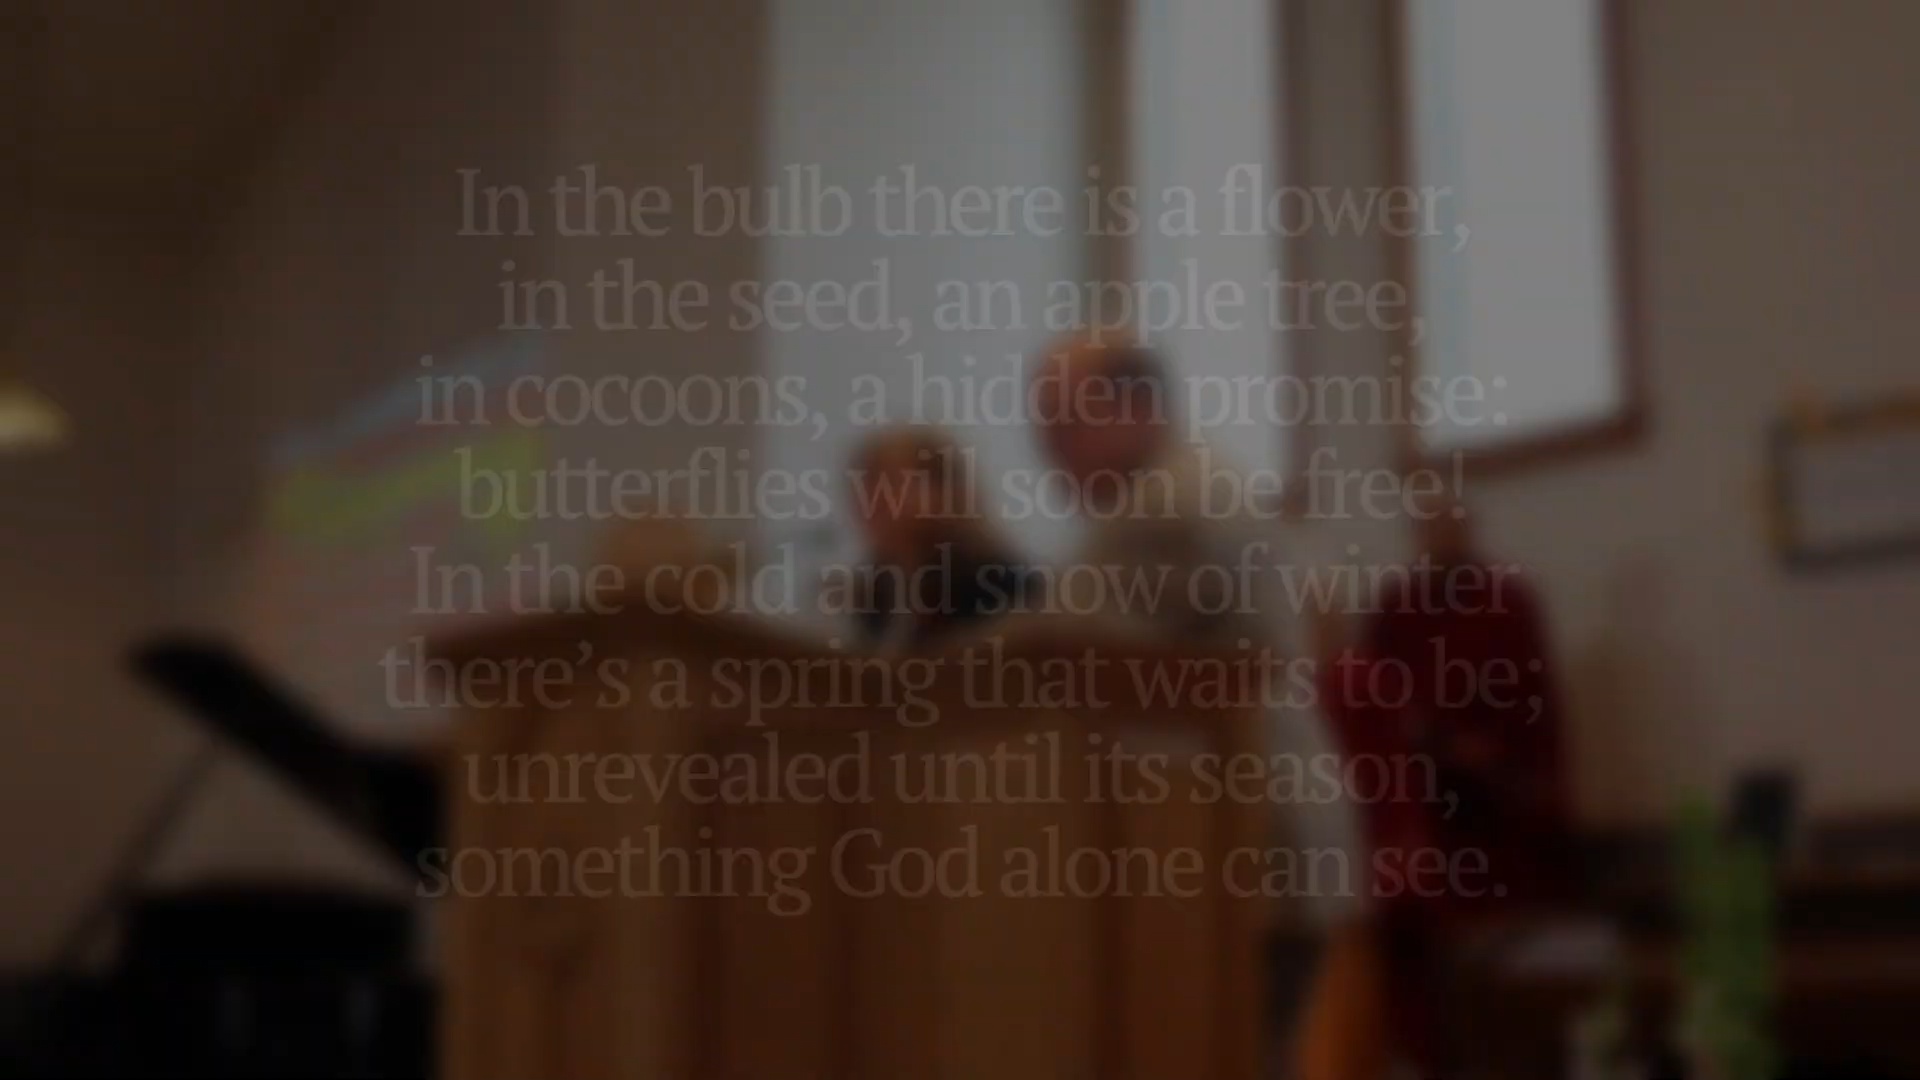 In the bulb there is a flower,
in the seed, an apple tree,
in cocoons, a hidden promise:
butterflies will soon be free!
In the cold and snow of winter
there’s a spring that waits to be;
unrevealed until its season,
something God alone can see.